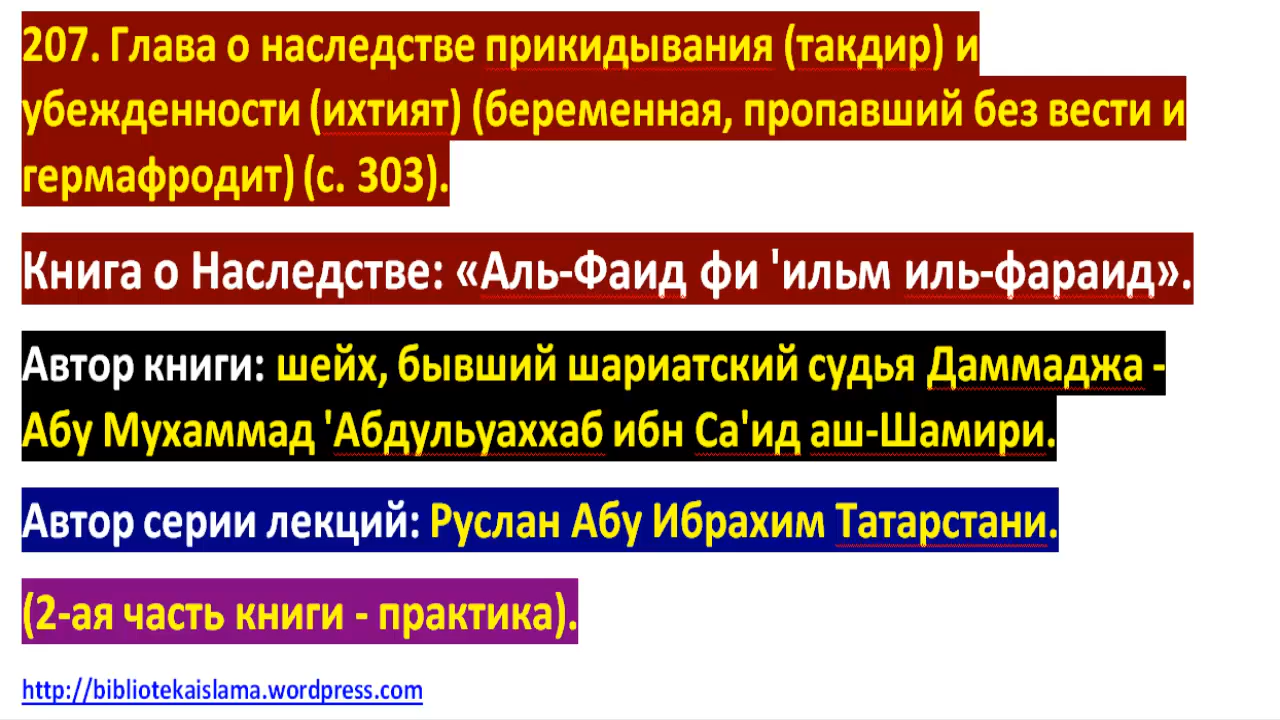 207. Глава о наследстве прикидывания (такдир) и
убежденности (ихтият) (беременная, пропавший без вести и
гермафродит) (с. 303).
Книга о Наследстве: «Аль-Фаид фи 'ильм иль-фараид».
Автор книги: шейх, бывший шариатский судья Даммаджа -
Абу Мухаммад 'Абдульуаххаб ибн Са'ид аш-Шамири.
Автор серии лекций: Руслан Абу Ибрахим Татарстани.
(2-ая часть книги - практика).
http://bibliotekaislama.wordpress.com